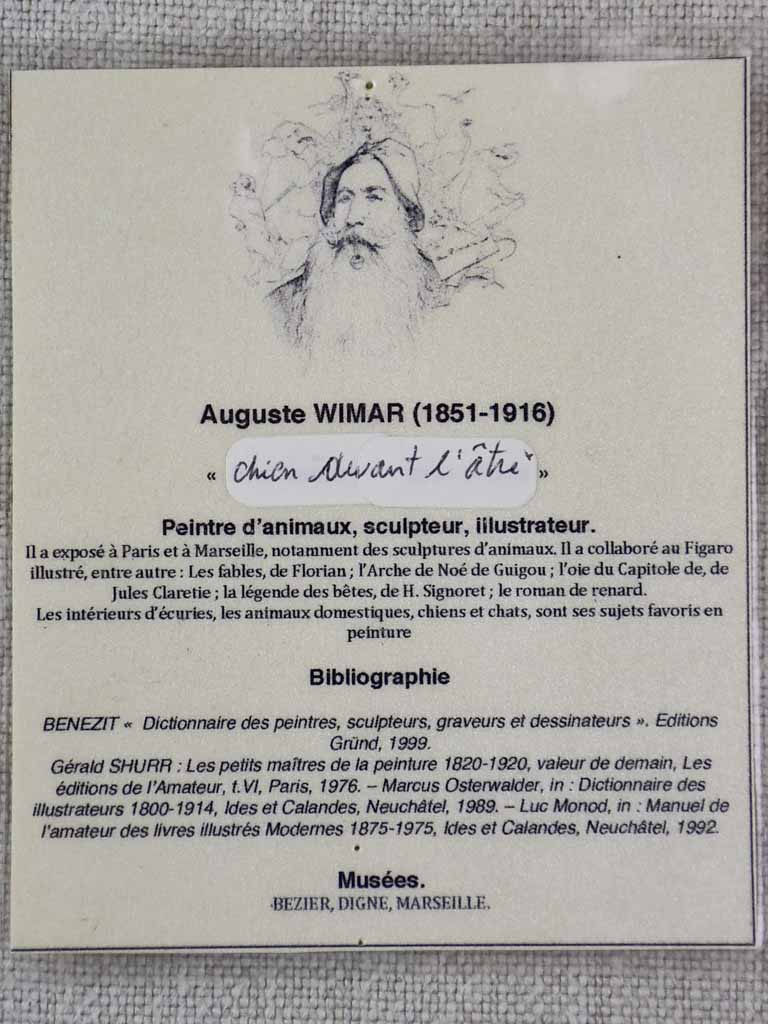 Auguste WIMAR (1851-1916)
« chien devant l'âtre »
Peintre d'animaux, sculpteur, illustrateur.
Il a exposé à Paris et à Marseille, notamment des sculptures d'animaux. Il a collaboré au Figaro
illustré, entre autre : Les fables, de Florian ; l'Arche de Noé de Guigou ; l'oie du Capitole de, de
Jules Claretie ; la légende des bêtes, de H. Signoret ; le roman de renard.
Les intérieurs d'écuries, les animaux domestiques, chiens et chats, sont ses sujets favoris en
peinture
Bibliographie
BENEZIT « Dictionnaire des peintres, sculpteurs, graveurs et dessinateurs ». Editions
Gründ, 1999.
Gérald SHURR : Les petits maîtres de la peinture 1820-1920, valeur de demain, Les
éditions de l'Amateur, t.VI, Paris, 1976. – Marcus Osterwalder, in : Dictionnaire des
illustrateurs 1800-1914, Ides et Calandes, Neuchâtel, 1989. – Luc Monod, in : Manuel de
l'amateur des livres illustrés Modernes 1875-1975, Ides et Calandes, Neuchâtel, 1992.
Musées.
BEZIER, DIGNE, MARSEILLE.